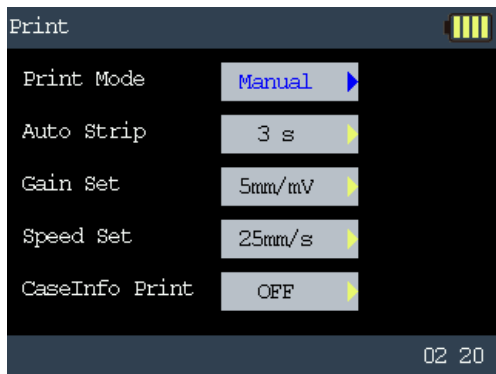 Print
Print Mode Manual
Auto Strip 3 s
Gain Set 5mm/mV
Speed Set 25mm/s
CaseInfo Print OFF
02 20